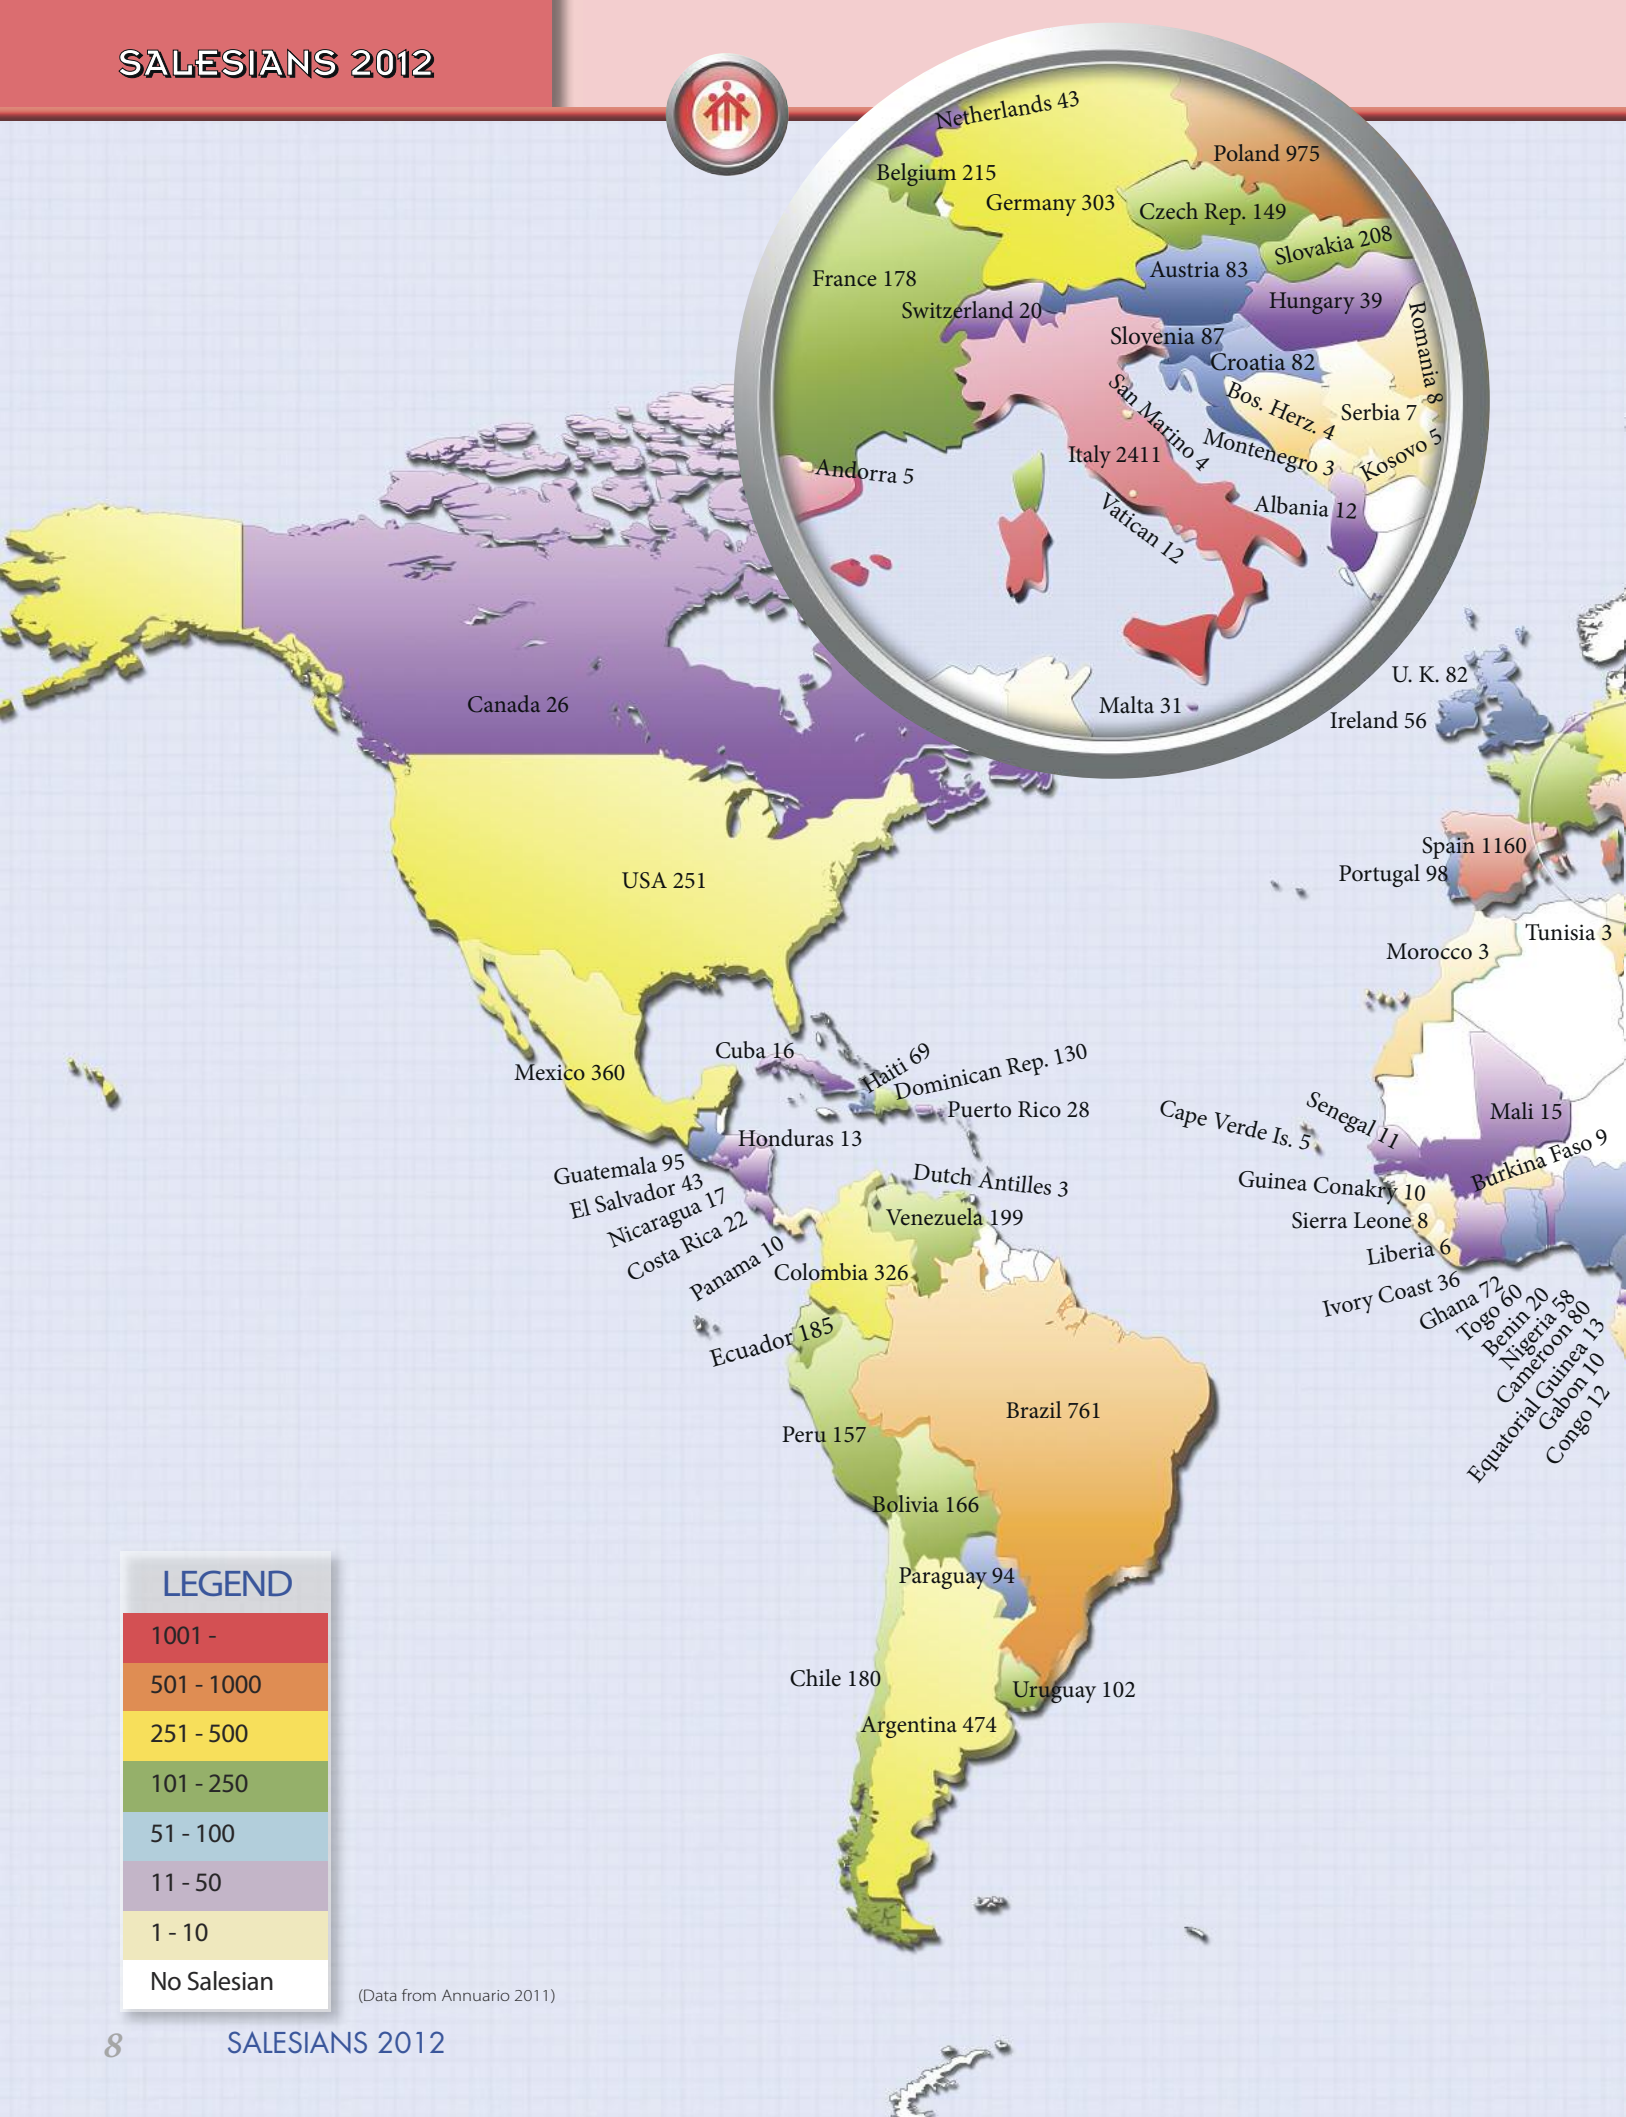 SALESIANS 2012
Netherlands 43
Poland 975
Belgium 215
Germany 303
Czech Rep. 149
Slovakia 208
France 178
Austria 83
Switzerland 20
Hungary 39
Romania 8
Slovenia 87
Croatia 82
San Marino 4
Bos. Herz. 4
Serbia 7
Italy 2411
Montenegro 3
Kosovo 5
Andorra 5
Vatican 12
Albania 12
Malta 31
U. K. 82
Ireland 56
Canada 26
Spain 1160
Portugal 98
USA 251
Tunisia 3
Morocco 3
Cuba 16
Haiti 69
Dominican Rep. 130
Mexico 360
Puerto Rico 28
Cape Verde Is. 5
Senegal 11
Mali 15
Honduras 13
Burkina Faso 9
Guatemala 95
El Salvador 43
Nicaragua 17
Costa Rica 22
Panama 10
Dutch Antilles 3
Guinea Conakry 10
Venezuela 199
Sierra Leone 8
Liberia 6
Colombia 326
Ivory Coast 36
Ghana 72
Togo 60
Benin 20
Nigeria 58
Cameroon 80
Equatorial Guinea 13
Gabon 10
Congo 12
Ecuador 185
Brazil 761
Peru 157
Bolivia 166
Paraguay 94
Chile 180
Uruguay 102
Argentina 474
LEGEND
1001 -
501 - 1000
251 - 500
101 - 250
51 - 100
11 - 50
1 - 10
No Salesian
(Data from Annuario 2011)
8
SALESIANS 2012